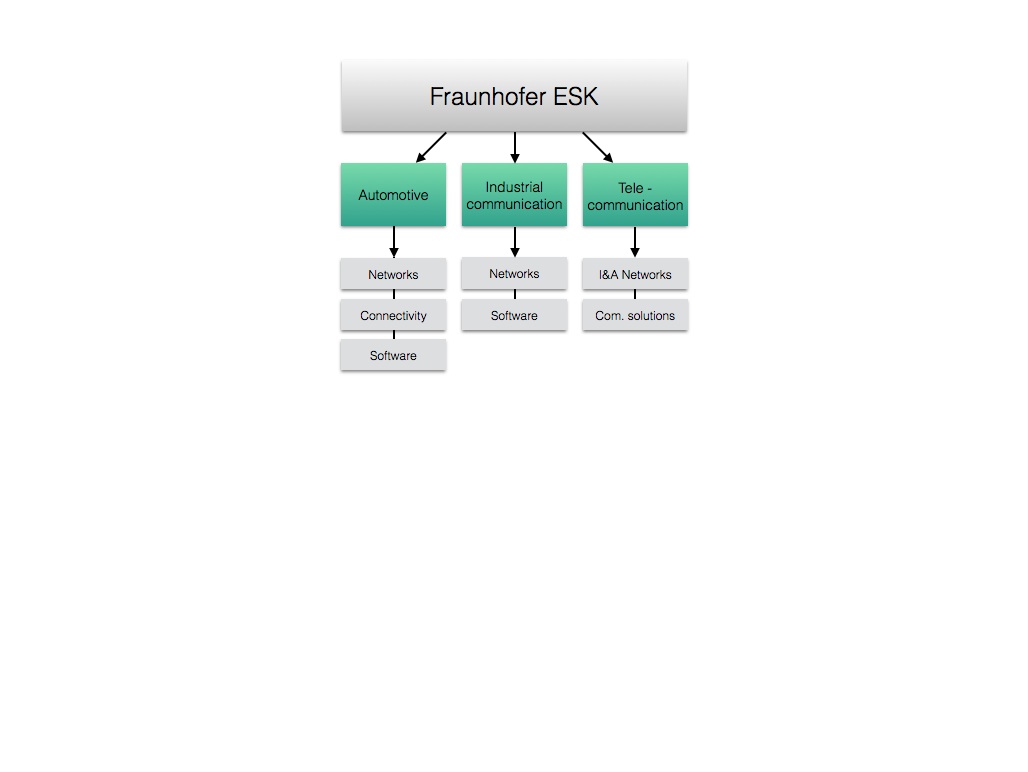 Fraunhofer ESK
Automotive
Industrial
communication
Tele -
communication
Networks
Networks
I&A Networks
Connectivity
Software
Com. solutions
Software